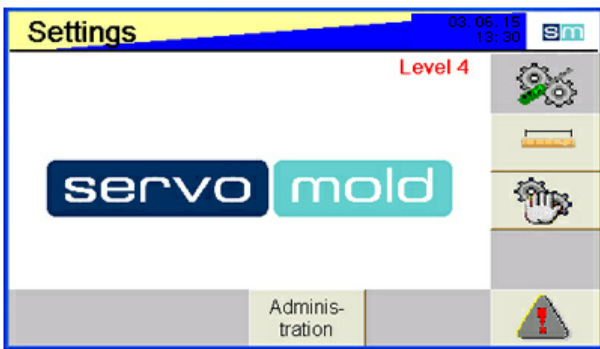 Settings
03. 06. 15
13: 30
sm
Level 4
servo mold
Adminis-
tration